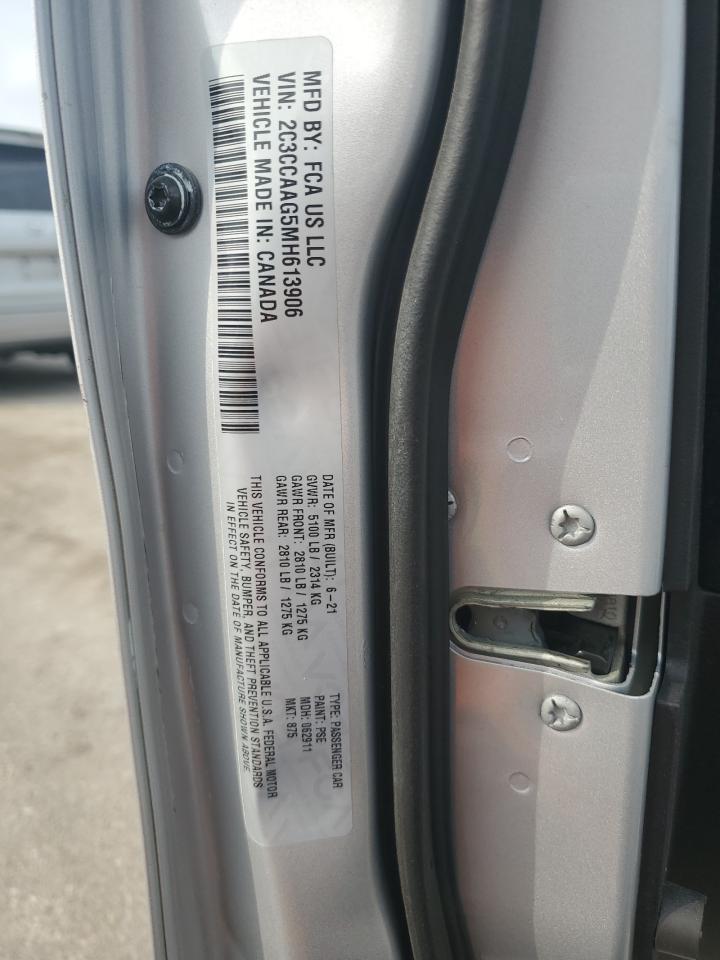 MFD BY: FCA US LLC
VIN: 2C3CCAAG5MH613906
VEHICLE MADE IN: CANADA
DATE OF MFR (BUILT): 6-21
GVWR: 5100 LB / 2314 KG
GAWR FRONT: 2810 LB / 1275 KG
GAWR REAR: 2810 LB / 1275 KG
TYPE: PASSENGER CAR
PAINT: PSE
MDH: 062911
MKT: 875
THIS VEHICLE CONFORMS TO ALL APPLICABLE U.S.A. FEDERAL MOTOR
VEHICLE SAFETY, BUMPER, AND THEFT PREVENTION STANDARDS
IN EFFECT ON THE DATE OF MANUFACTURE SHOWN ABOVE.